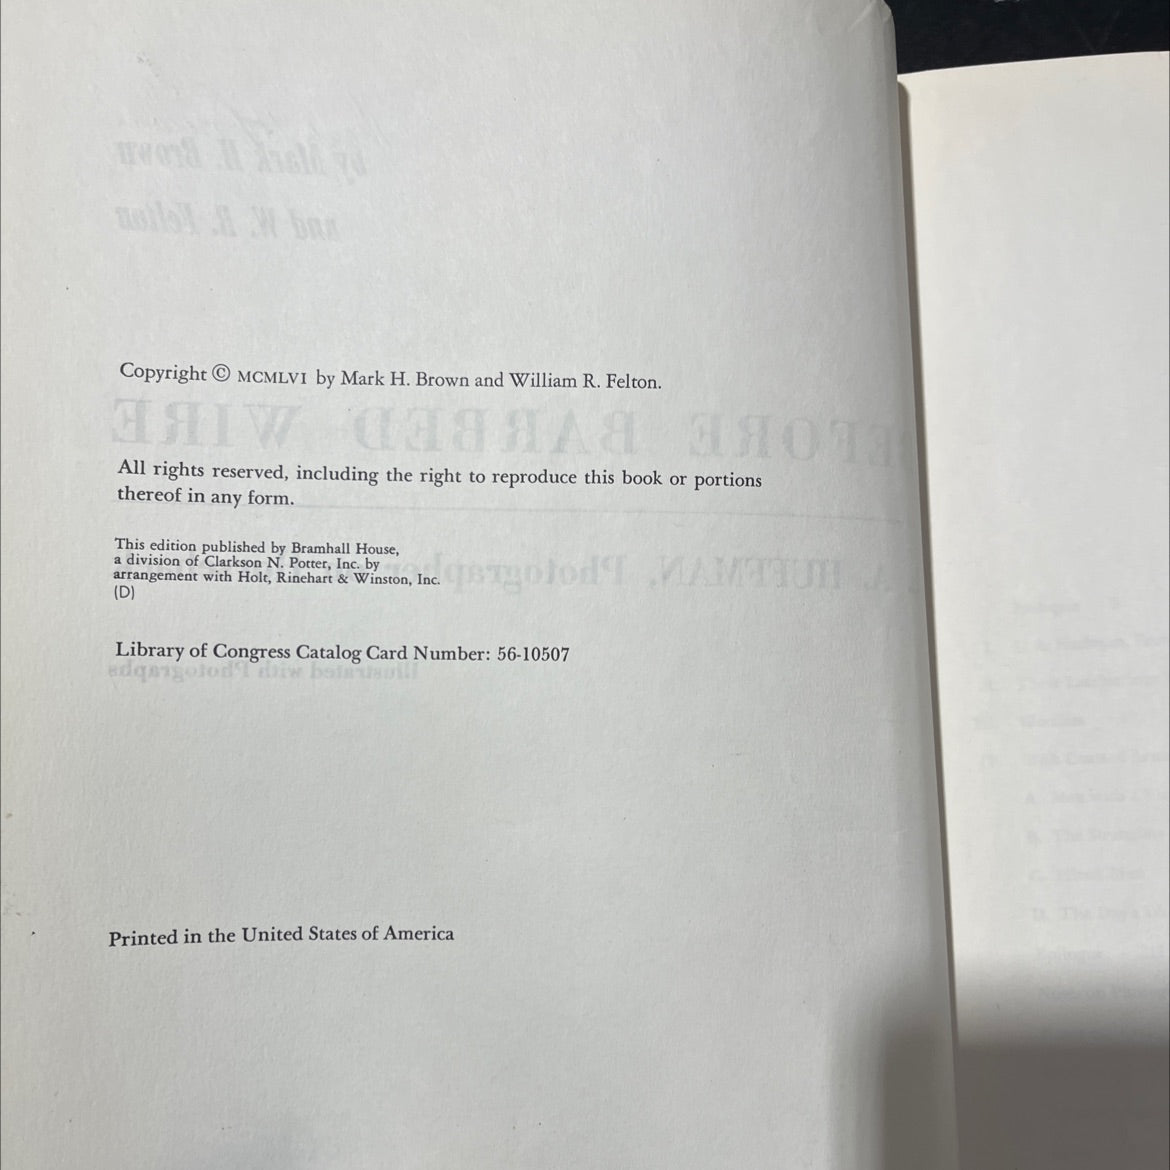 Copyright © MCMLVI by Mark H. Brown and William R. Felton.
All rights reserved, including the right to reproduce this book or portions
thereof in any form.
This edition published by Bramhall House,
a division of Clarkson N. Potter, Inc. by
arrangement with Holt, Rinehart & Winston, Inc.
(D)
Library of Congress Catalog Card Number: 56-10507
Printed in the United States of America